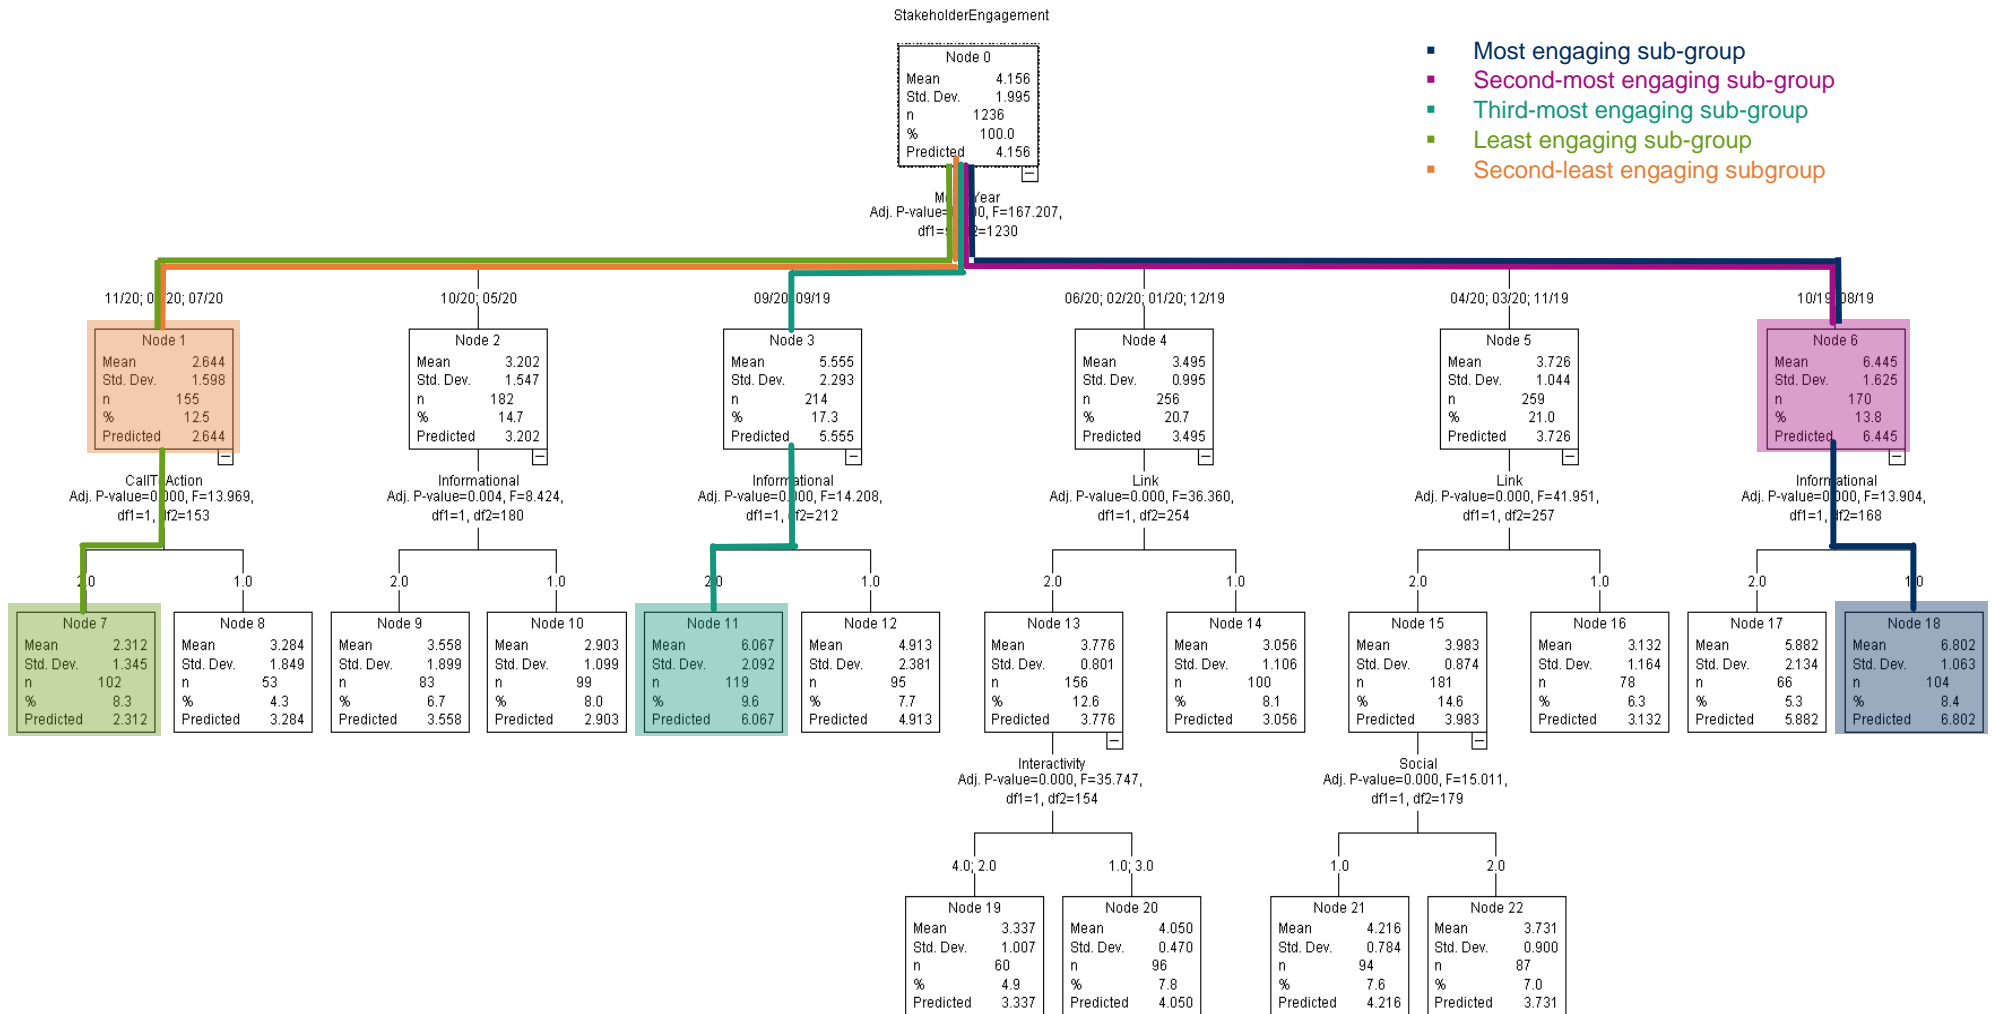 StakeholderEngagement
Node 0
Mean 4.156
Std. Dev. 1.995
n 1236
% 100.0
Predicted 4.156
Most engaging sub-group
Second-most engaging sub-group
Third-most engaging sub-group
Least engaging sub-group
Second-least engaging subgroup
Year
Adj. P-value= F=167.207,
df1= =1230
11/20; 07/20
10/20; 05/20
09/20; 09/19
06/20; 02/20; 01/20; 12/19
04/20; 03/20; 11/19
10/19; 08/19
Node 1
Mean 2.644
Std. Dev. 1.598
n 155
% 12.5
Predicted 2.644
Node 2
Mean 3.202
Std. Dev. 1.547
n 182
% 14.7
Predicted 3.202
Node 3
Mean 5.555
Std. Dev. 2.293
n 214
% 17.3
Predicted 5.555
Node 4
Mean 3.495
Std. Dev. 0.995
n 256
% 20.7
Predicted 3.495
Node 5
Mean 3.726
Std. Dev. 1.044
n 259
% 21.0
Predicted 3.726
Node 6
Mean 6.445
Std. Dev. 1.625
n 170
% 13.8
Predicted 6.445
CallToAction
Adj. P-value=0.000, F=13.969,
df1=1, df2=153
Informational
Adj. P-value=0.004, F=8.424,
df1=1, df2=180
Informational
Adj. P-value=0.000, F=14.208,
df1=1, df2=212
Link
Adj. P-value=0.000, F=36.360,
df1=1, df2=254
Link
Adj. P-value=0.000, F=41.951,
df1=1, df2=257
Informational
Adj. P-value=0.000, F=13.904,
df1=1, df2=168
2.0
1.0
2.0
1.0
2.0
1.0
2.0
1.0
2.0
1.0
2.0
1.0
Node 7
Mean 2.312
Std. Dev. 1.345
n 102
% 8.3
Predicted 2.312
Node 8
Mean 3.284
Std. Dev. 1.849
n 53
% 4.3
Predicted 3.284
Node 9
Mean 3.558
Std. Dev. 1.899
n 83
% 6.7
Predicted 3.558
Node 10
Mean 2.903
Std. Dev. 1.099
n 99
% 8.0
Predicted 2.903
Node 11
Mean 6.067
Std. Dev. 2.092
n 119
% 9.6
Predicted 6.067
Node 12
Mean 4.913
Std. Dev. 2.381
n 95
% 7.7
Predicted 4.913
Node 13
Mean 3.776
Std. Dev. 0.801
n 156
% 12.6
Predicted 3.776
Node 14
Mean 3.056
Std. Dev. 1.106
n 100
% 8.1
Predicted 3.056
Node 15
Mean 3.983
Std. Dev. 0.874
n 181
% 14.6
Predicted 3.983
Node 16
Mean 3.132
Std. Dev. 1.164
n 78
% 6.3
Predicted 3.132
Node 17
Mean 5.882
Std. Dev. 2.134
n 66
% 5.3
Predicted 5.882
Node 18
Mean 6.802
Std. Dev. 1.063
n 104
% 8.4
Predicted 6.802
Interactivity
Adj. P-value=0.000, F=35.747,
df1=1, df2=154
Social
Adj. P-value=0.000, F=15.011,
df1=1, df2=179
4.0; 2.0
1.0; 3.0
1.0
2.0
Node 19
Mean 3.337
Std. Dev. 1.007
n 60
% 4.9
Predicted 3.337
Node 20
Mean 4.050
Std. Dev. 0.470
n 96
% 7.8
Predicted 4.050
Node 21
Mean 4.216
Std. Dev. 0.784
n 94
% 7.6
Predicted 4.216
Node 22
Mean 3.731
Std. Dev. 0.900
n 87
% 7.0
Predicted 3.731